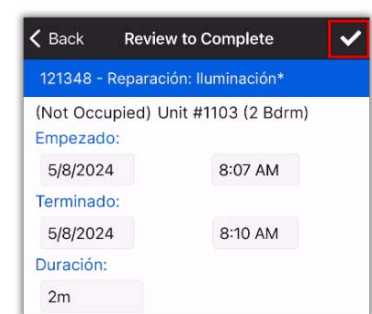 Back Review to Complete
121348 - Reparación: Iluminación*
(Not Occupied) Unit #1103 (2 Bdrm)
Empezado:
5/8/2024 8:07 AM
Terminado:
5/8/2024 8:10 AM
Duración:
2m